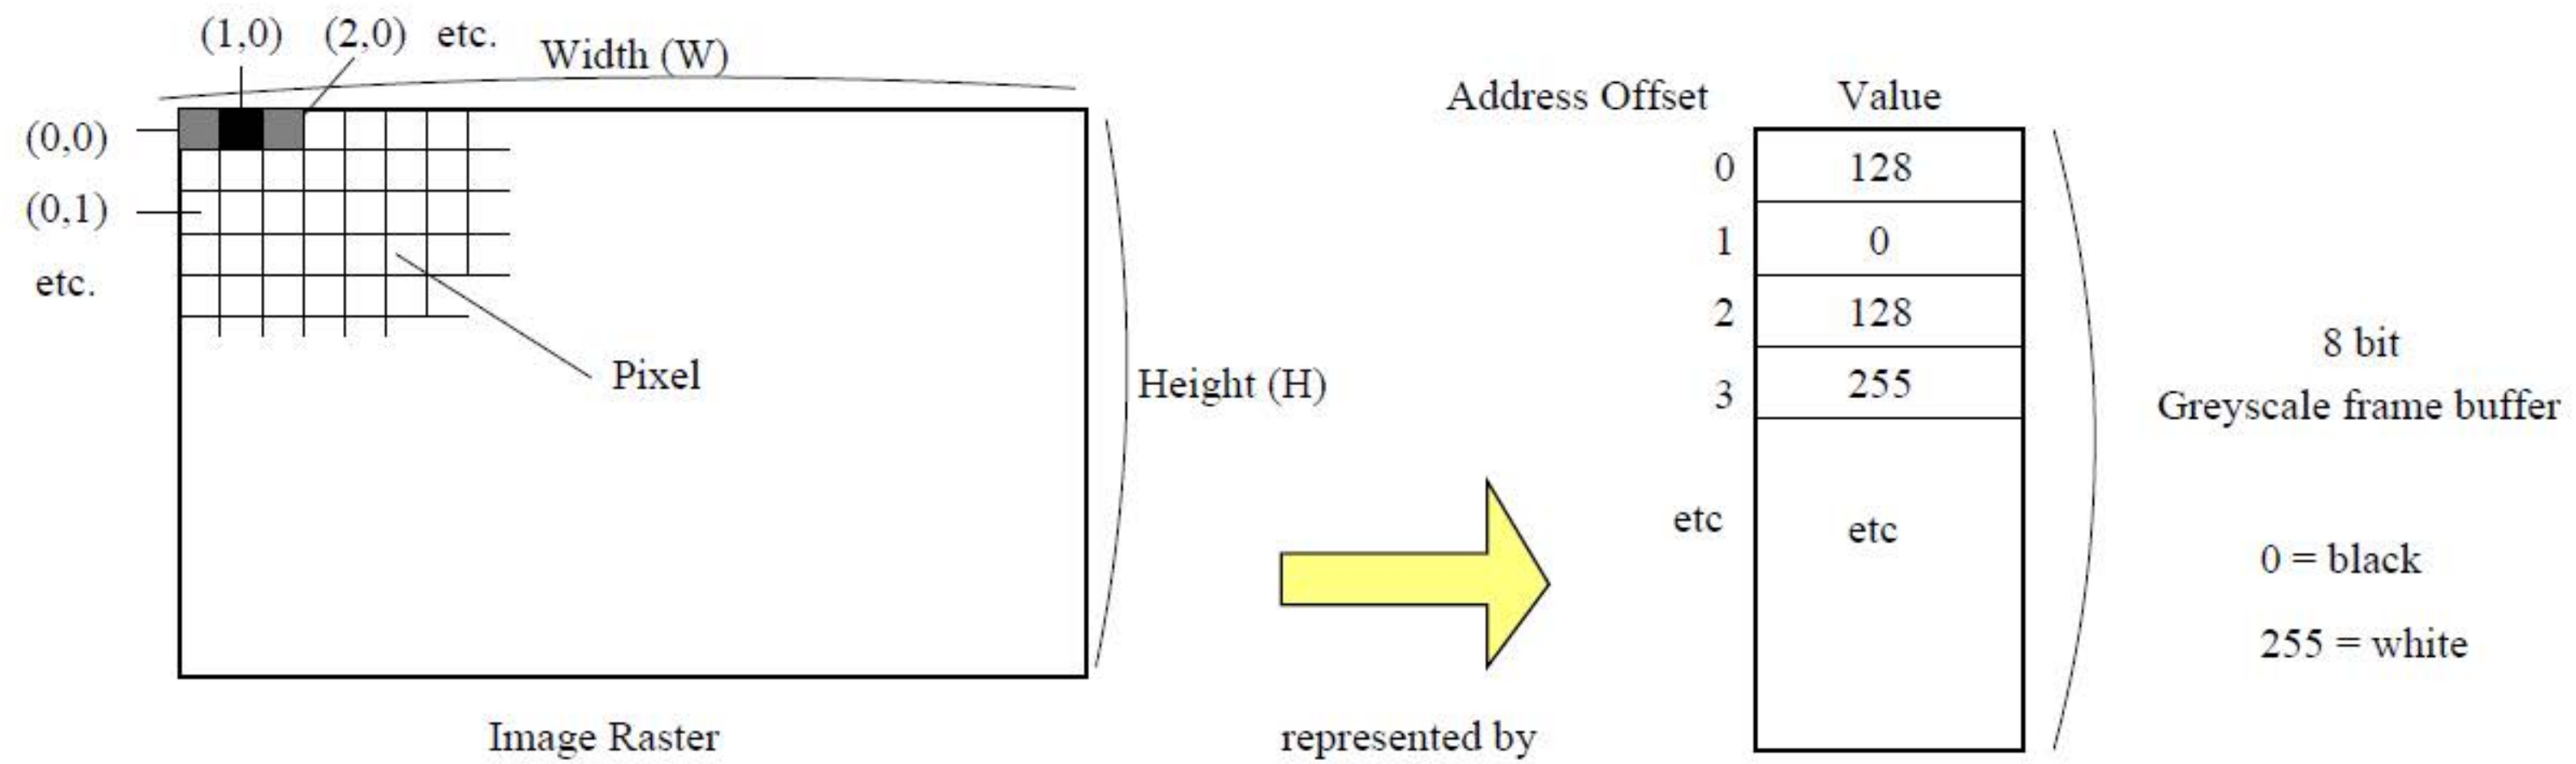 (1,0) (2,0) etc.
Width (W)
(0,0)
(0,1)
etc.
Pixel
Height (H)
Image Raster
represented by
Address Offset Value
0 128
1 0
2 128
3 255
etc etc
8 bit
Greyscale frame buffer
0 = black
255 = white